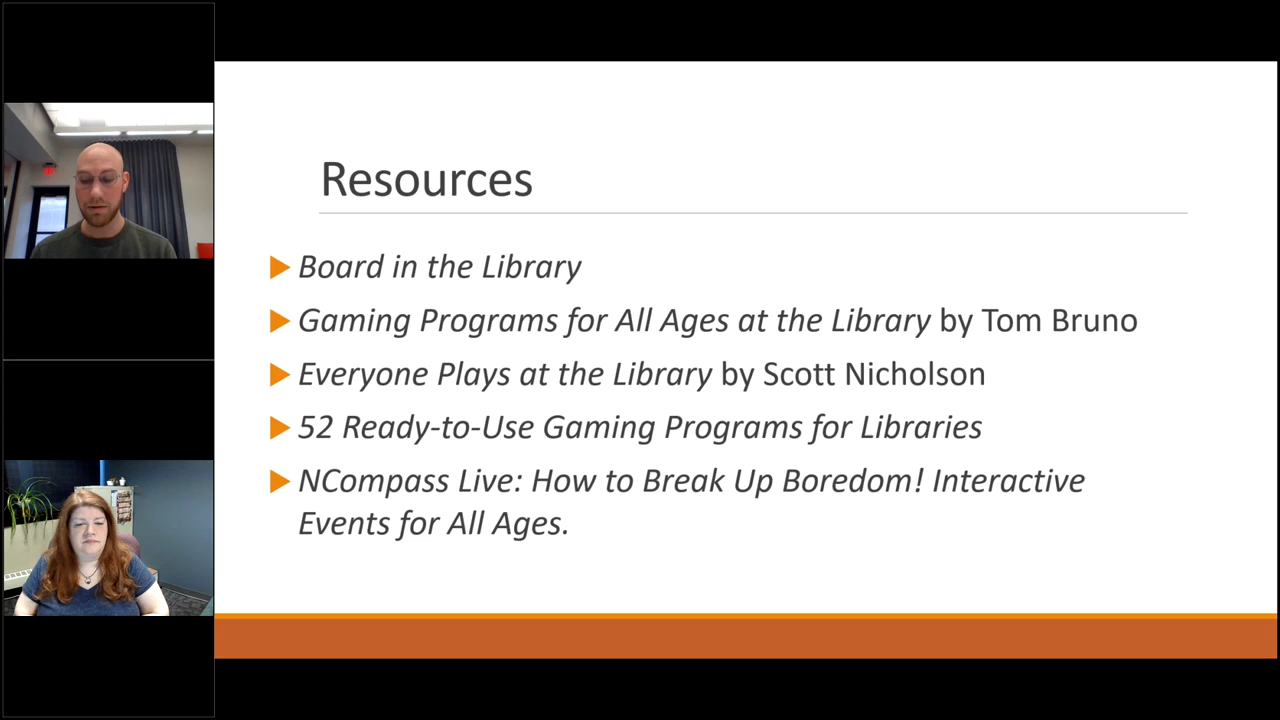 Resources
Board in the Library
Gaming Programs for All Ages at the Library by Tom Bruno
Everyone Plays at the Library by Scott Nicholson
52 Ready-to-Use Gaming Programs for Libraries
NCompass Live: How to Break Up Boredom! Interactive
Events for All Ages.